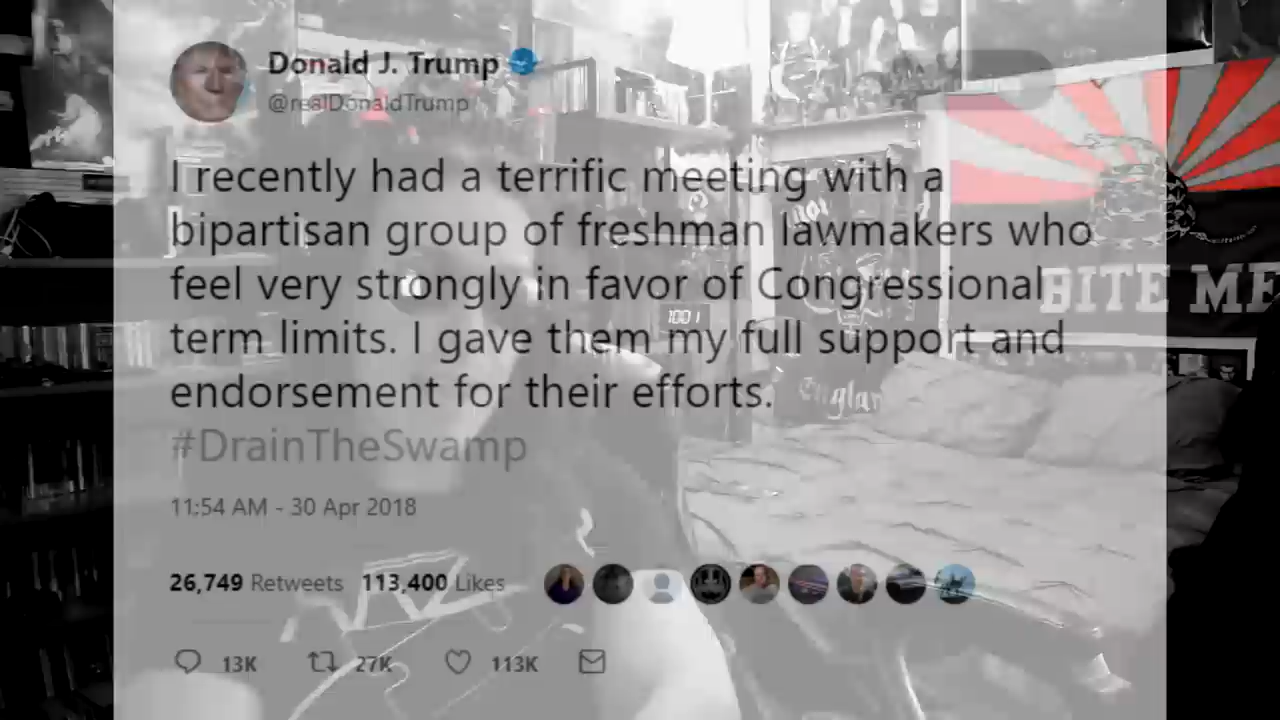 Donald J. Trump
@realDonaldTrump
I recently had a terrific meeting with a
bipartisan group of freshman lawmakers who
feel very strongly in favor of Congressional
term limits. I gave them my full support and
endorsement for their efforts.
#DrainTheSwamp
11:54 AM - 30 Apr 2018
26,749 Retweets 113,400 Likes
13K 27K 113K
BITE ME
1001
England